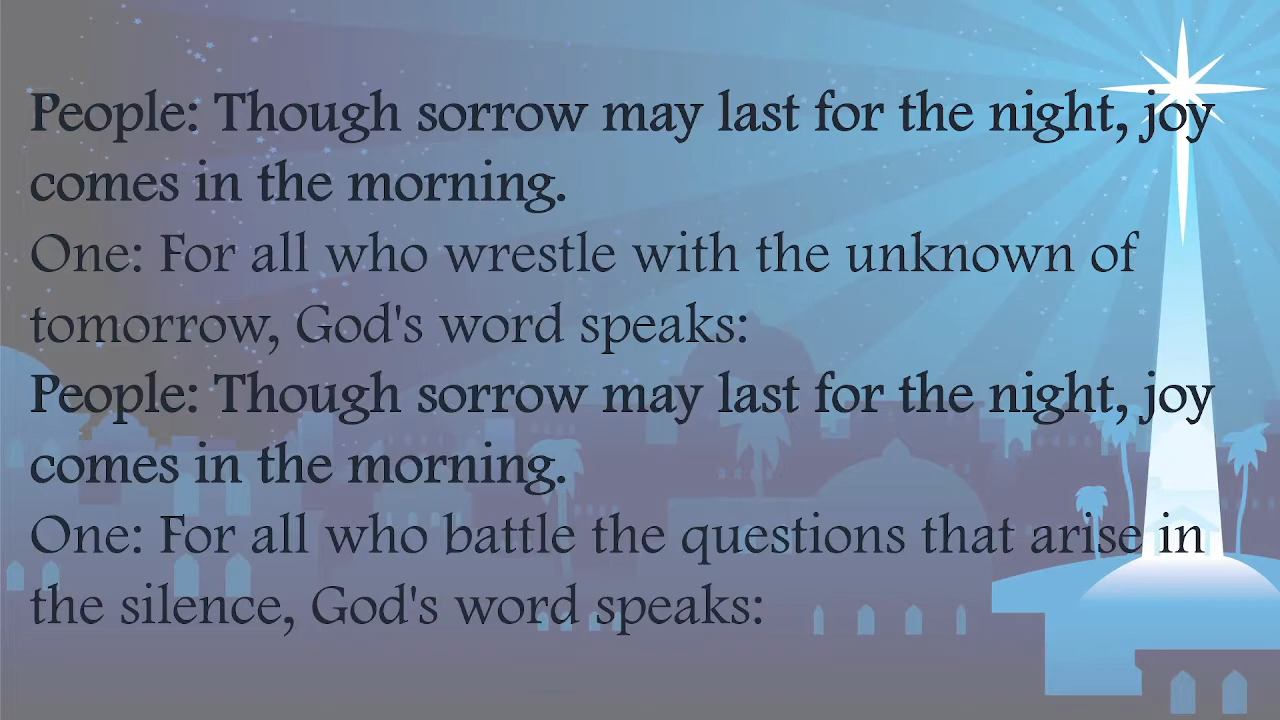 People: Though sorrow may last for the night, joy
comes in the morning.
One: For all who wrestle with the unknown of
tomorrow, God's word speaks:
People: Though sorrow may last for the night, joy
comes in the morning.
One: For all who battle the questions that arise in
the silence, God's word speaks: